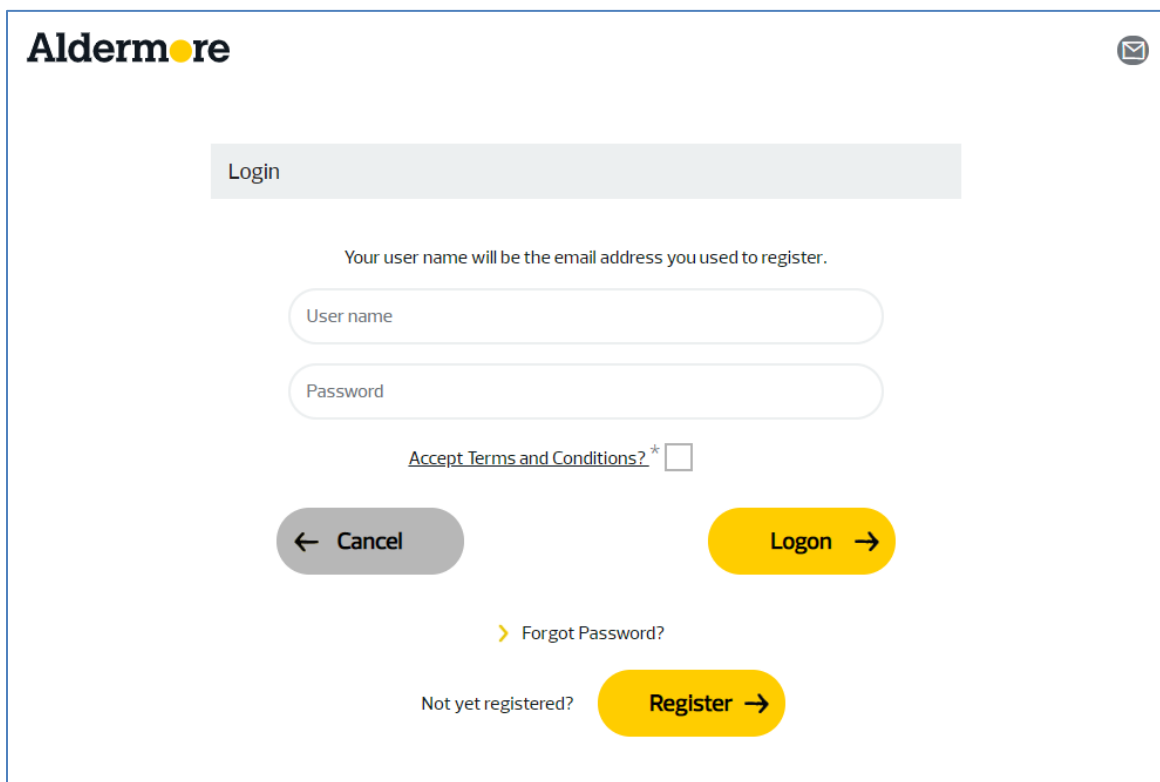 Aldermore
Login
Your user name will be the email address you used to register.
User name
Password
Accept Terms and Conditions? *
Cancel
Logon
Forgot Password?
Not yet registered?
Register